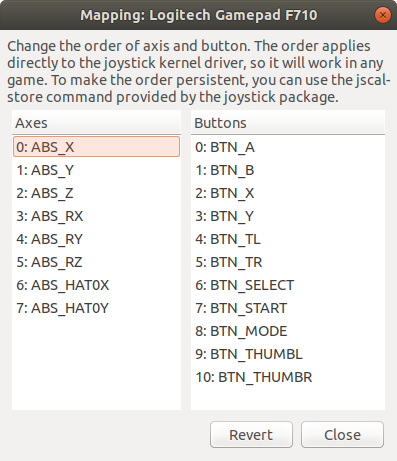 Mapping: Logitech Gamepad F710
Change the order of axis and button. The order applies
directly to the joystick kernel driver, so it will work in any
game. To make the order persistent, you can use the jscal-
store command provided by the joystick package.
Axes
0: ABS_X
1: ABS_Y
2: ABS_Z
3: ABS_RX
4: ABS_RY
5: ABS_RZ
6: ABS_HAT0X
7: ABS_HAT0Y
Buttons
0: BTN_A
1: BTN_B
2: BTN_X
3: BTN_Y
4: BTN_TL
5: BTN_TR
6: BTN_SELECT
7: BTN_START
8: BTN_MODE
9: BTN_THUMBL
10: BTN_THUMBR
Revert
Close